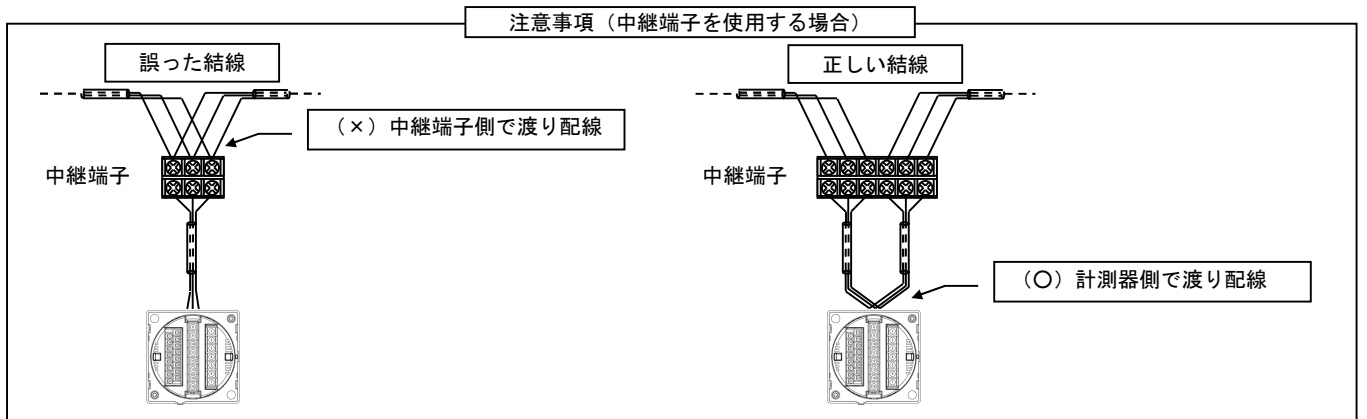 注意事項（中継端子を使用する場合）
誤った結線
（×）中継端子側で渡り配線
中継端子
正しい結線
中継端子
（〇）計測器側で渡り配線